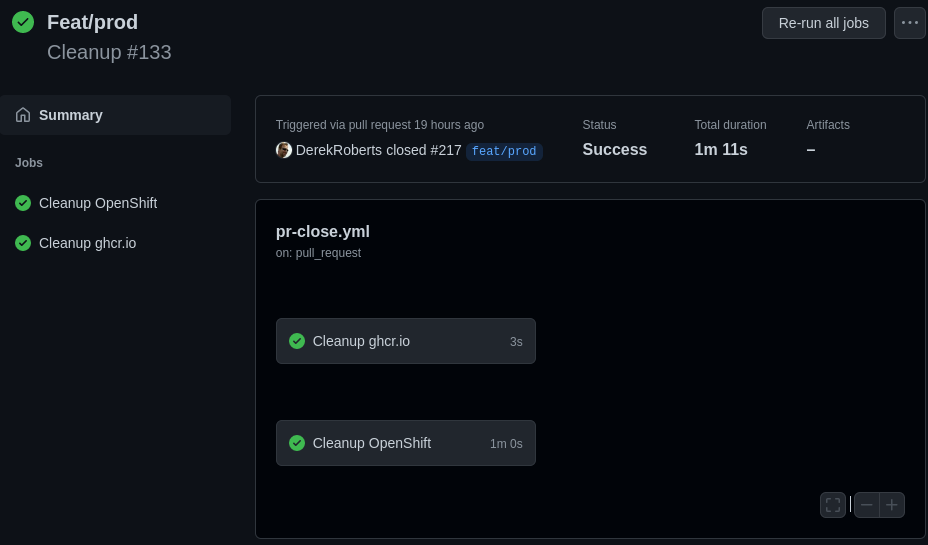 Feat/prod
Cleanup #133
Re-run all jobs
Summary
Jobs
Cleanup OpenShift
Cleanup ghcr.io
Triggered via pull request 19 hours ago
DerekRoberts closed #217 feat/prod
Status
Success
Total duration
1m 11s
Artifacts
–
pr-close.yml
on: pull_request
Cleanup ghcr.io 3s
Cleanup OpenShift 1m 0s